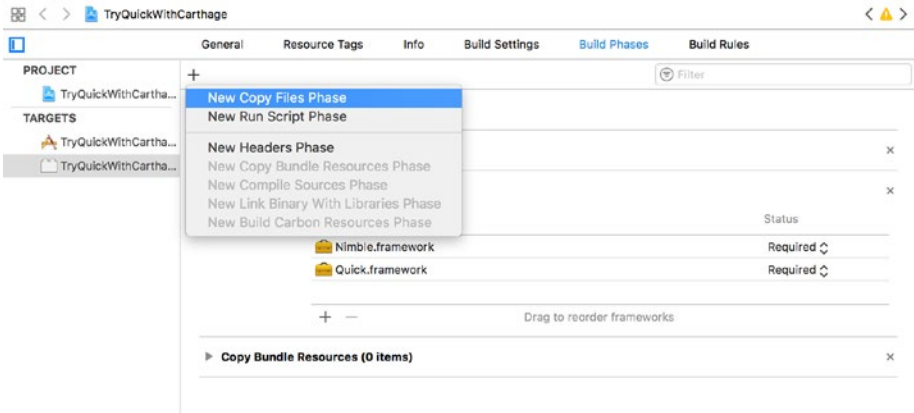 TryQuickWithCarthage
General Resource Tags Info Build Settings Build Phases Build Rules
PROJECT
TryQuickWithCartha...
TARGETS
TryQuickWithCartha...
TryQuickWithCartha...
+
Filter
New Copy Files Phase
New Run Script Phase
New Headers Phase
New Copy Bundle Resources Phase
New Compile Sources Phase
New Link Binary With Libraries Phase
New Build Carbon Resources Phase
Status
Nimble.framework Required
Quick.framework Required
+ — Drag to reorder frameworks
Copy Bundle Resources (0 items)